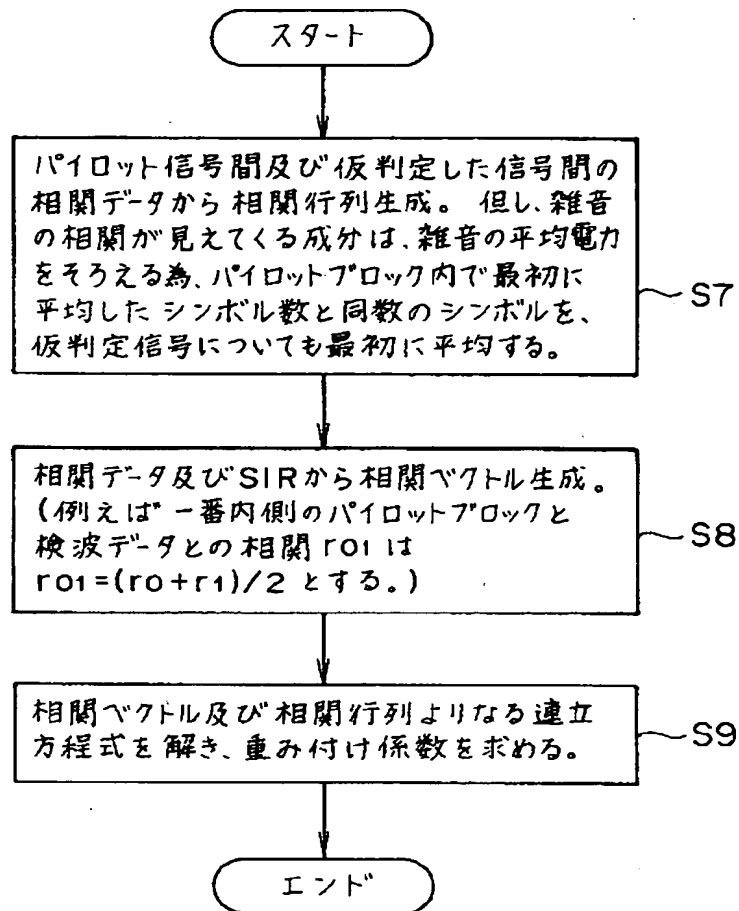 スタート
パイロット信号間及び仮判定した信号間の
相関データから相関行列生成。但し、雑音
の相関が見えてくる成分は、雑音の平均電力
をそろえる為、パイロットブロック内で最初に
平均したシンボル数と同数のシンボルを、
仮判定信号についても最初に平均する。
S7
相関データ及びSIRから相関ベクトル生成。
(例えば一番内側のパイロットブロックと
検波データとの相関r01は
r01=(r0+r1)/2とする。)
S8
相関ベクトル及び相関行列よりなる連立
方程式を解き、重み付け係数を求める。
S9
エンド